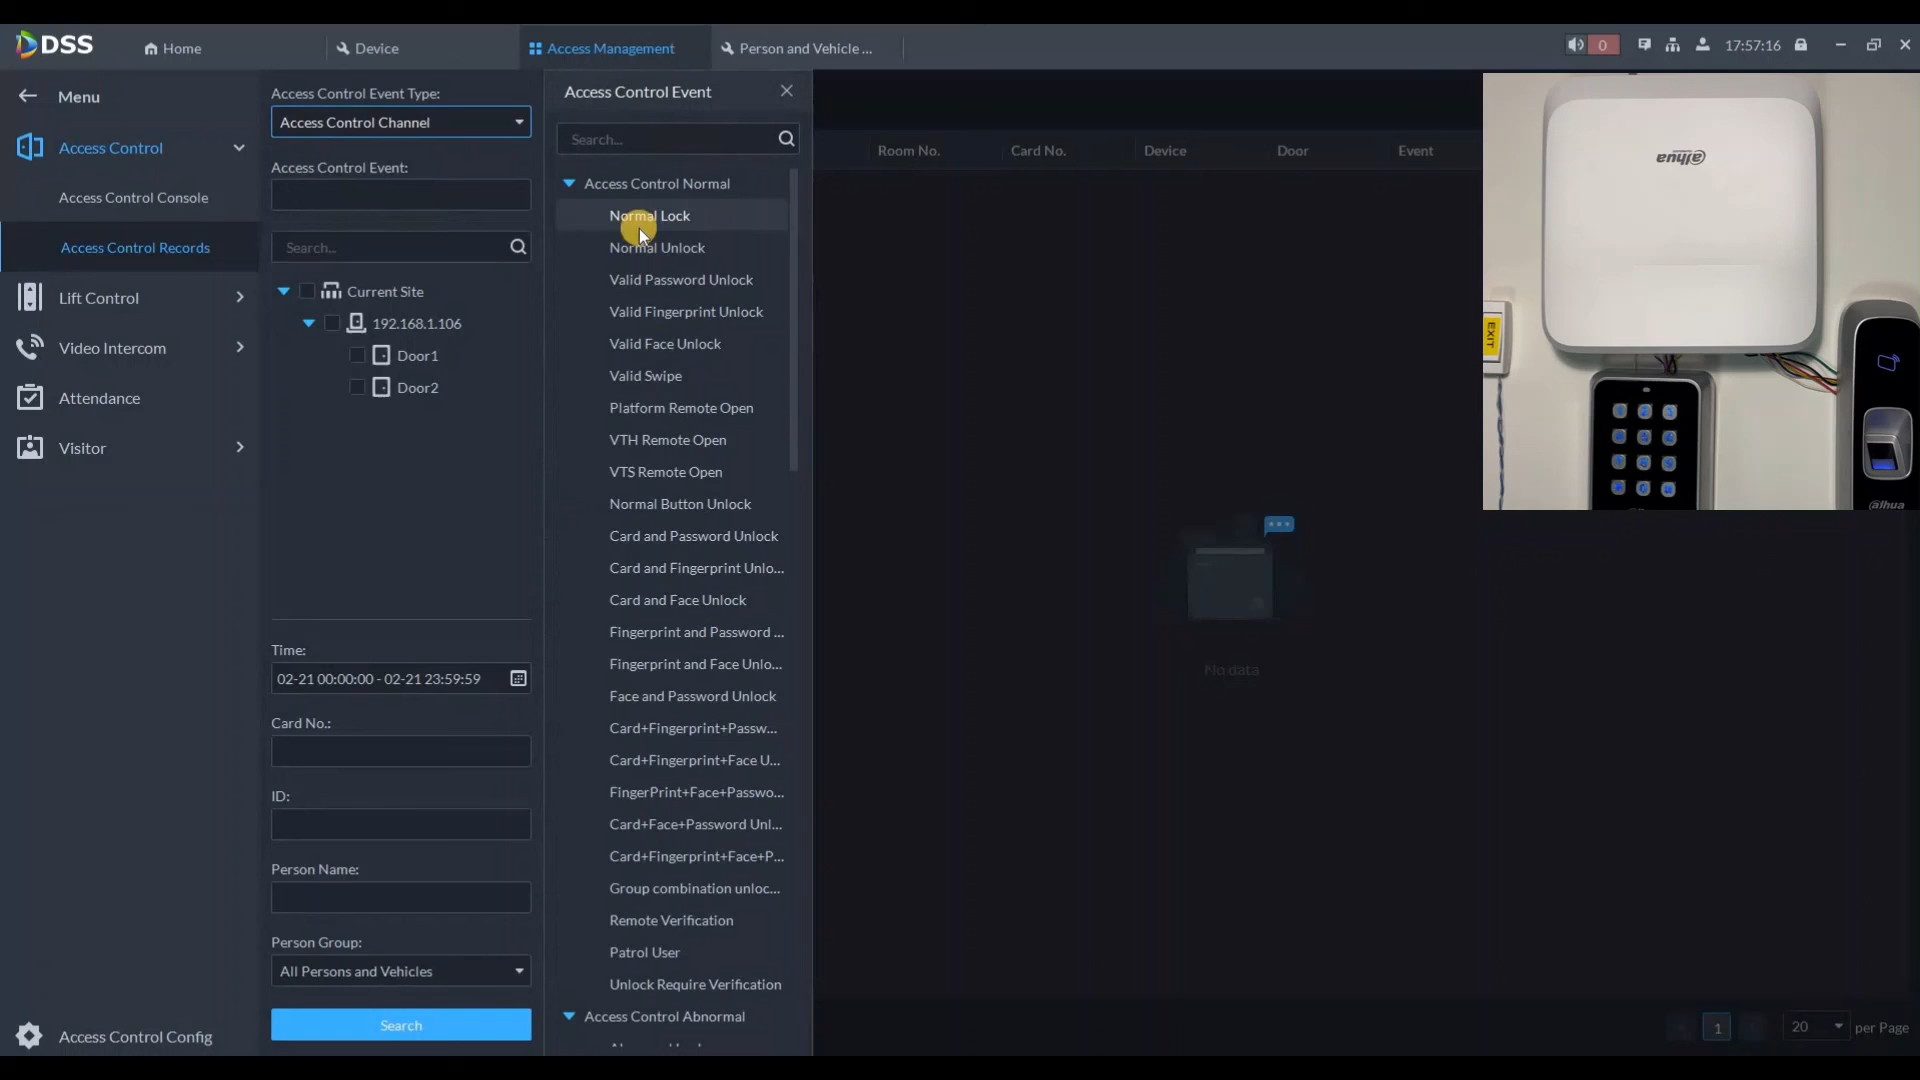 DSS
Home
Device
Access Management
Person and Vehicle ...
0
17:57:16
Menu
Access Control
Access Control Console
Access Control Records
Lift Control
Video Intercom
Attendance
Visitor
Access Control Config
Access Control Event Type:
Access Control Channel
Access Control Event:
Search...
Current Site
192.168.1.106
Door1
Door2
Time:
02-21 00:00:00 - 02-21 23:59:59
Card No.:
ID:
Person Name:
Person Group:
All Persons and Vehicles
Search
Access Control Event
Search...
Access Control Normal
Normal Lock
Normal Unlock
Valid Password Unlock
Valid Fingerprint Unlock
Valid Face Unlock
Valid Swipe
Platform Remote Open
VTH Remote Open
VTS Remote Open
Normal Button Unlock
Card and Password Unlock
Card and Fingerprint Unlo...
Card and Face Unlock
Fingerprint and Password ...
Fingerprint and Face Unlo...
Face and Password Unlock
Card+Fingerprint+Passw...
Card+Fingerprint+Face U...
FingerPrint+Face+Passwo...
Card+Face+Password Unl...
Card+Fingerprint+Face+P...
Group combination unloc...
Remote Verification
Patrol User
Unlock Require Verification
Access Control Abnormal
Room No.
Card No.
Device
Door
Event
No data
1
20
per Page
alhua
EXIT
alhua